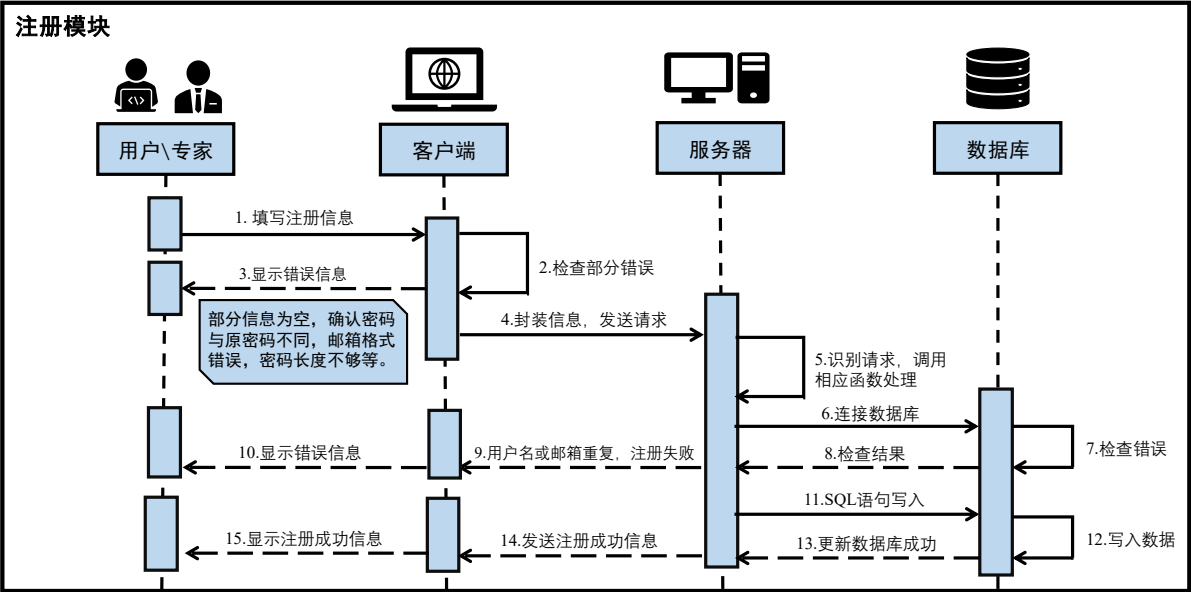 注册模块
用户\专家
客户端
服务器
数据库
1. 填写注册信息
2.检查部分错误
3.显示错误信息
部分信息为空，确认密码
与原密码不同，邮箱格式
错误，密码长度不够等。
4.封装信息，发送请求
5.识别请求，调用
相应函数处理
6.连接数据库
7.检查错误
8.检查结果
9.用户名或邮箱重复，注册失败
10.显示错误信息
11.SQL语句写入
12.写入数据
13.更新数据库成功
14.发送注册成功信息
15.显示注册成功信息